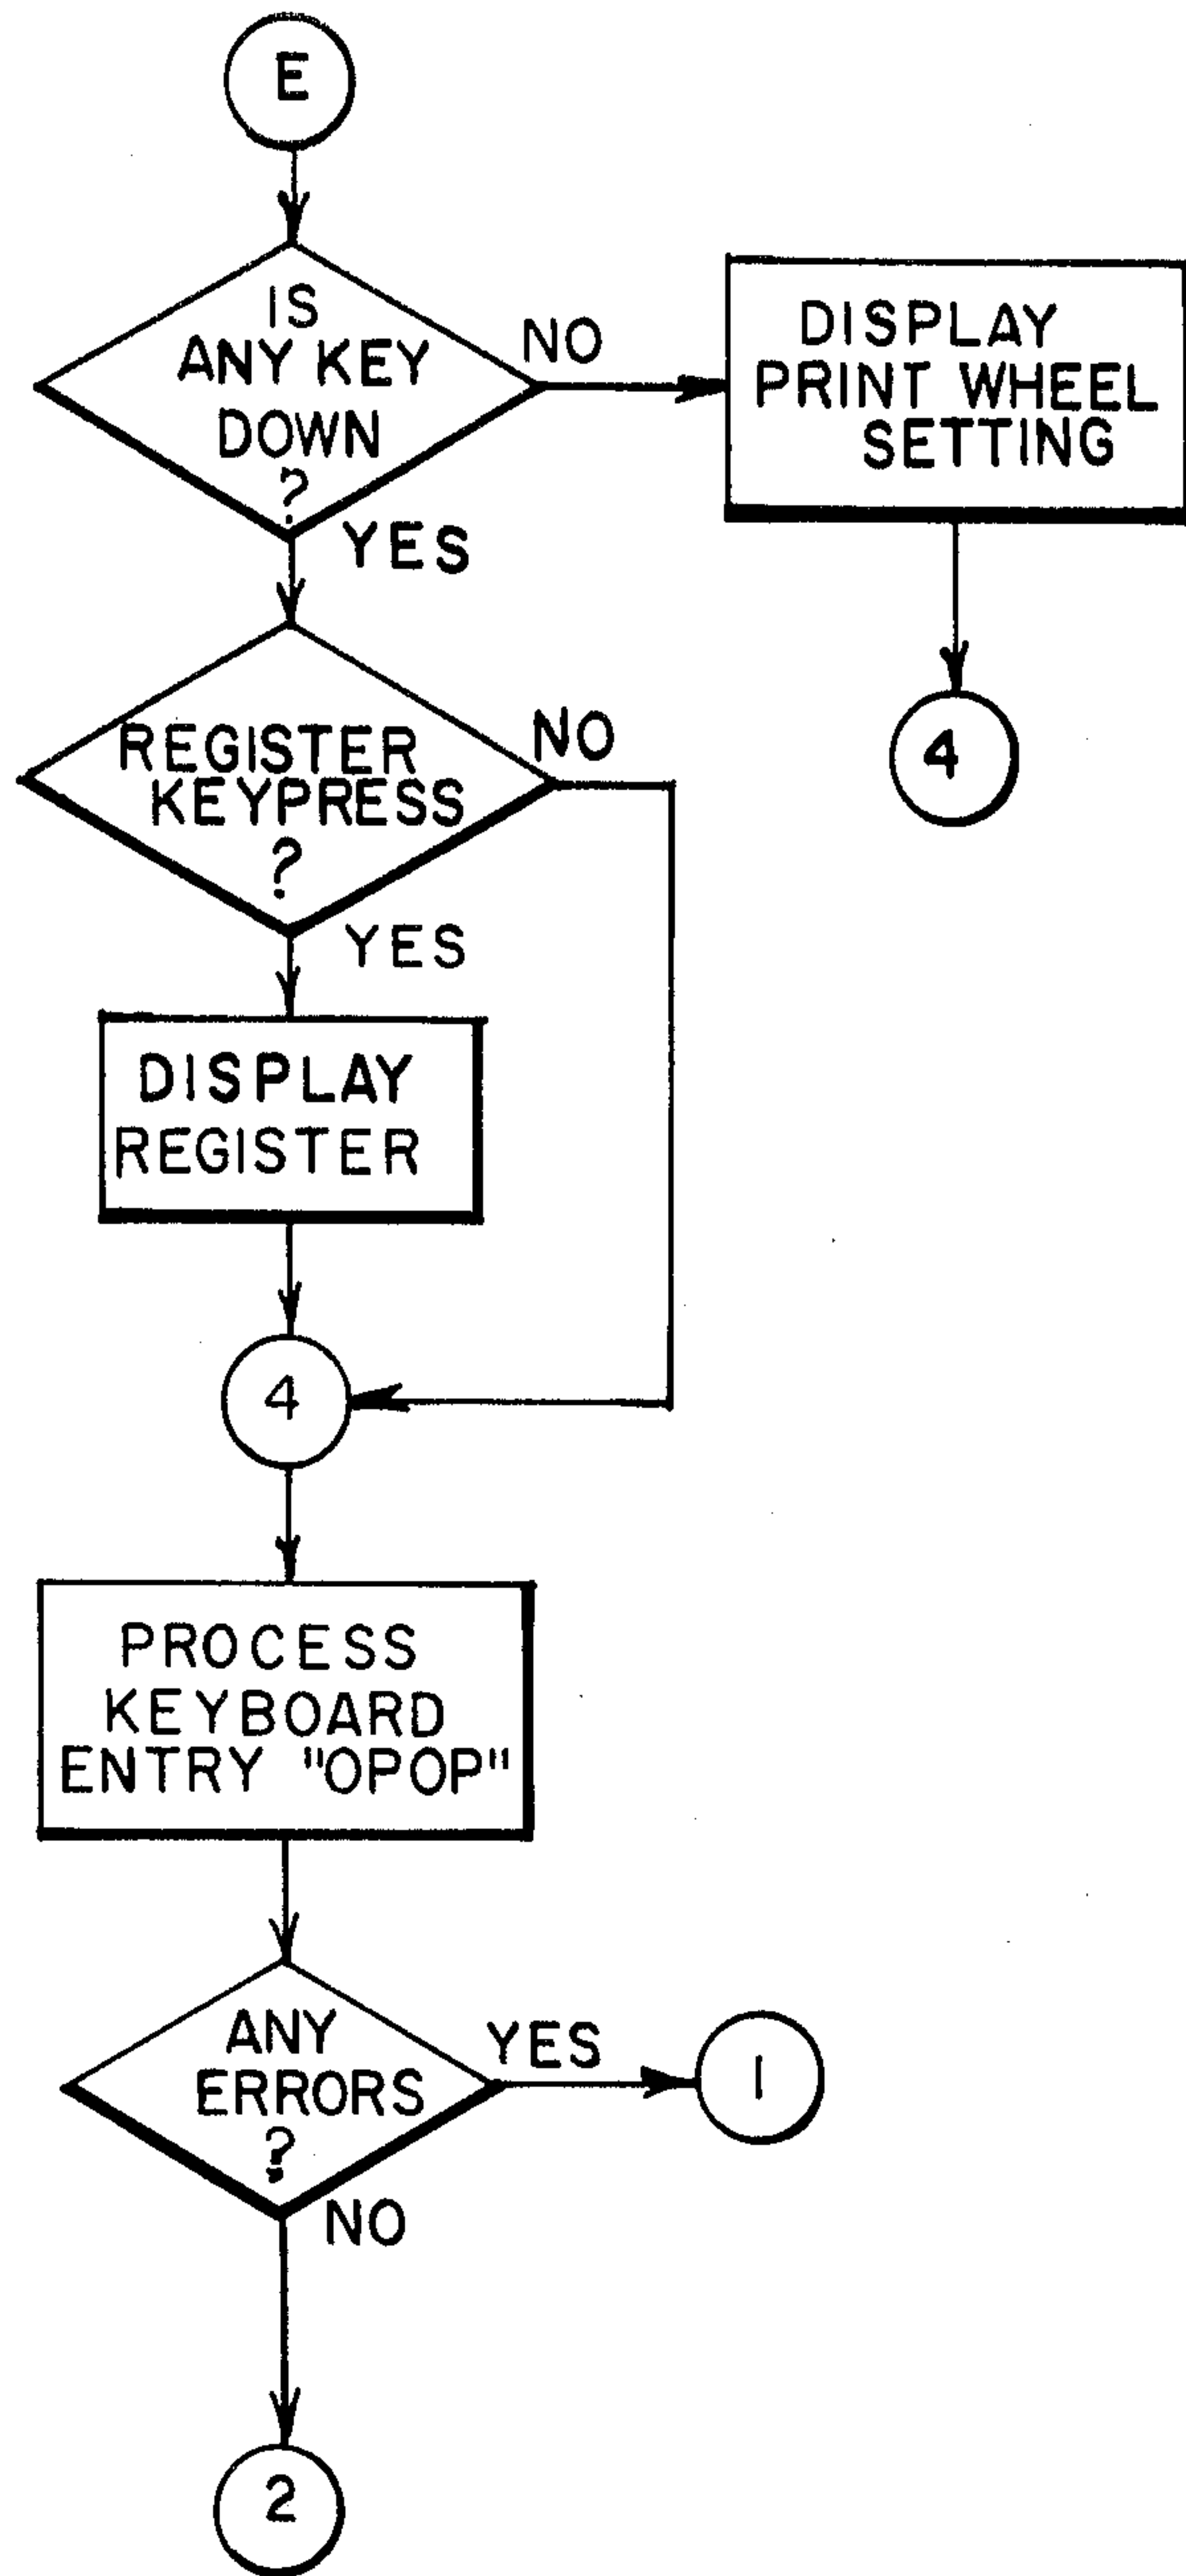 E
IS
ANY KEY
DOWN
?
NO
YES
DISPLAY
PRINT WHEEL
SETTING
4
REGISTER
KEYPRESS
?
NO
YES
DISPLAY
REGISTER
4
PROCESS
KEYBOARD
ENTRY "OPOP"
ANY
ERRORS
?
YES
1
NO
2